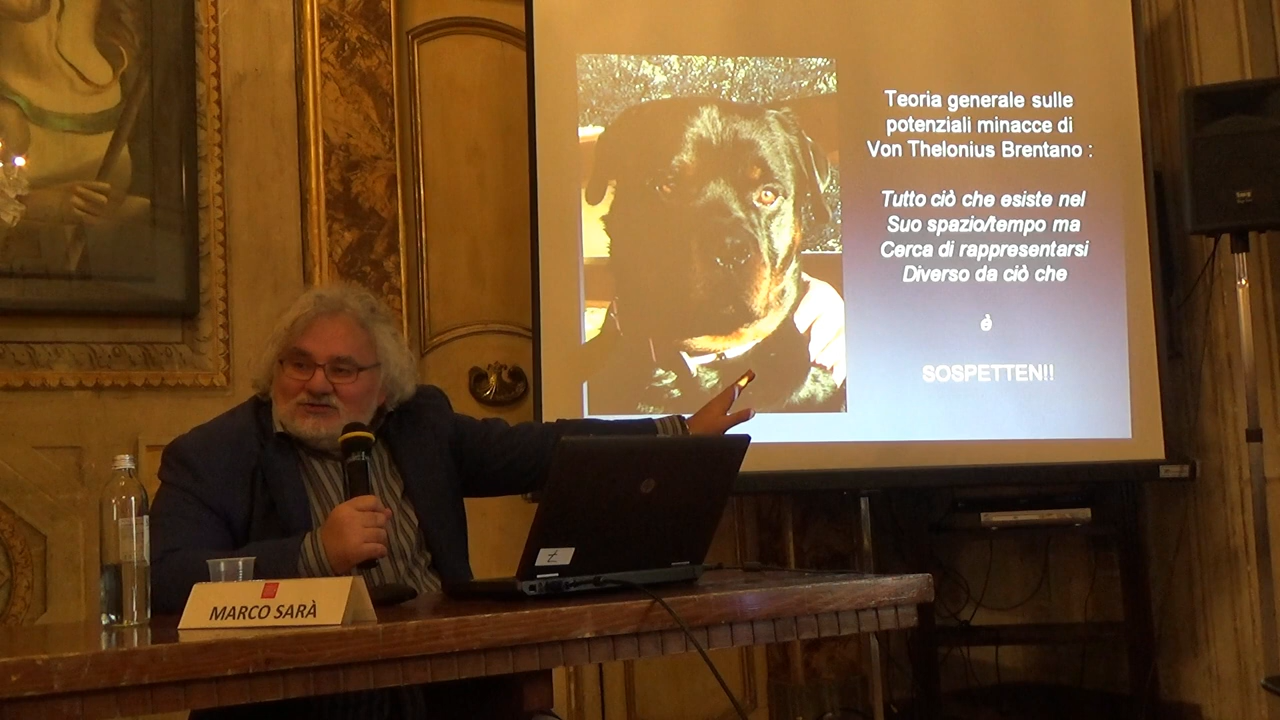 Teoria generale sulle
potenziali minacce di
Von Thelonius Brentano :
Tutto ciò che esiste nel
Suo spazio/tempo ma
Cerca di rappresentarsi
Diverso da ciò che
è
SOSPETTEN!!
MARCO SARÀ